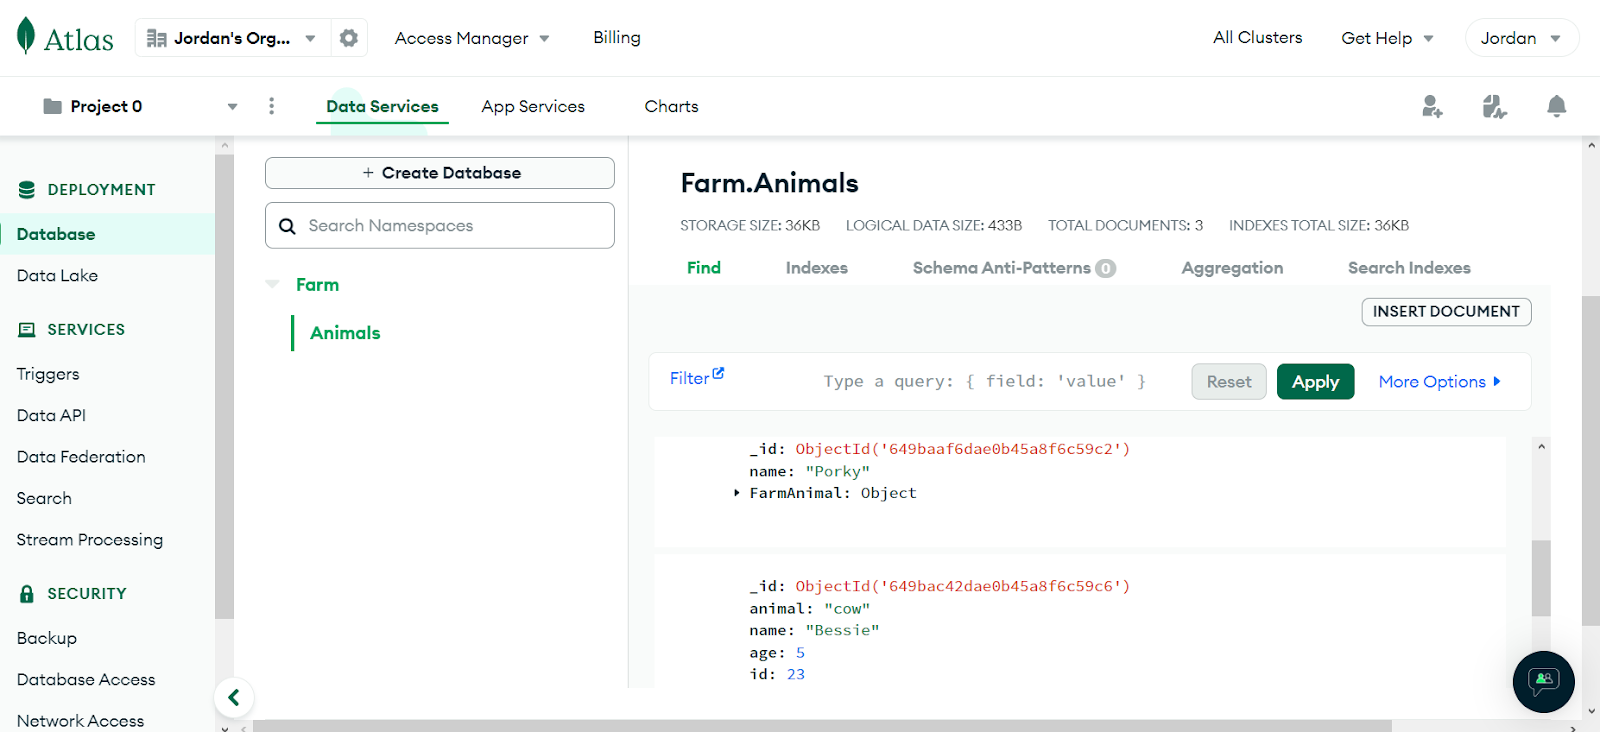 Atlas
Jordan's Org...
Access Manager
Billing
All Clusters
Get Help
Jordan
Project 0
Data Services
App Services
Charts
DEPLOYMENT
Database
Data Lake
SERVICES
Triggers
Data API
Data Federation
Search
Stream Processing
SECURITY
Backup
Database Access
Network Access
+ Create Database
Search Namespaces
Farm
Animals
Farm.Animals
STORAGE SIZE: 36KB LOGICAL DATA SIZE: 433B TOTAL DOCUMENTS: 3 INDEXES TOTAL SIZE: 36KB
Find Indexes Schema Anti-Patterns 0 Aggregation Search Indexes
INSERT DOCUMENT
Filter Type a query: { field: 'value' } Reset Apply More Options
_id: ObjectId('649baaf6dae0b45a8f6c59c2')
name: "Porky"
FarmAnimal: Object
_id: ObjectId('649bac42dae0b45a8f6c59c6')
animal: "cow"
name: "Bessie"
age: 5
id: 23